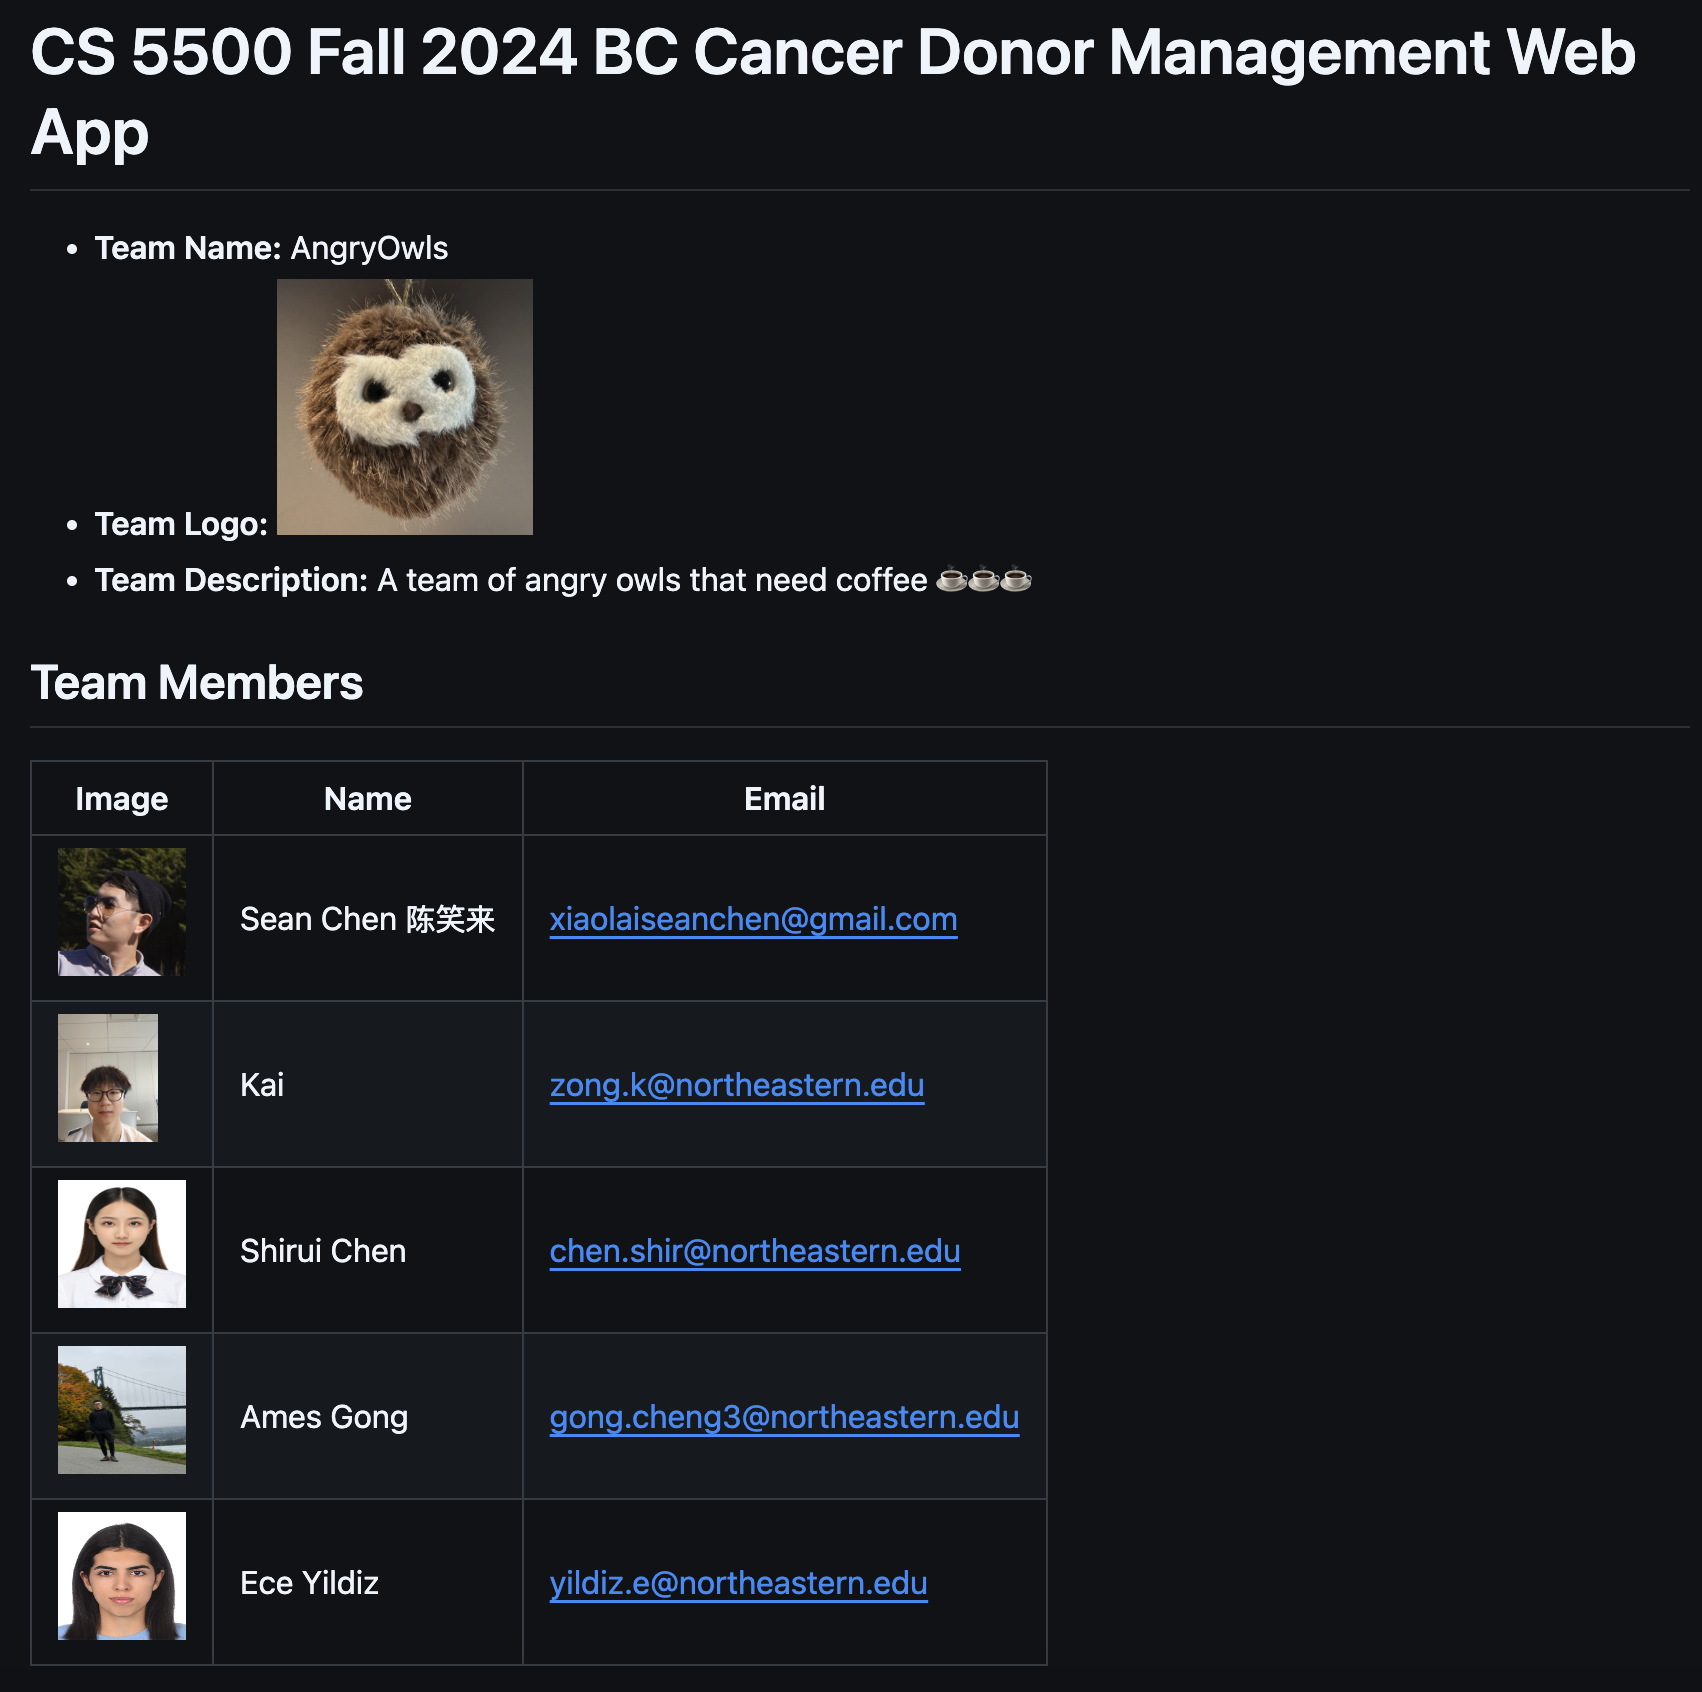 CS 5500 Fall 2024 BC Cancer Donor Management Web
App
Team Name: AngryOwls
Team Logo:
Team Description: A team of angry owls that need coffee ☕☕☕
Team Members
Image Name Email
Sean Chen 陈笑来 xiaolaiseanchen@gmail.com
Kai zong.k@northeastern.edu
Shirui Chen chen.shir@northeastern.edu
Ames Gong gong.cheng3@northeastern.edu
Ece Yildiz yildiz.e@northeastern.edu